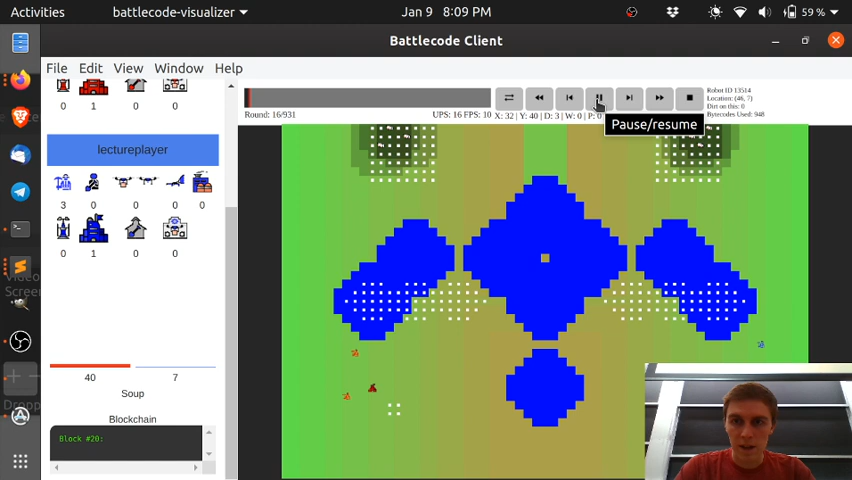 Activities
battlecode-visualizer
Jan 9 8:09 PM
59 %
Battlecode Client
File Edit View Window Help
0 1 0 0
Round: 16/931
UPS: 16 FPS: 10 X: 32 | Y: 40 | D: 3 | W: 0 | P: 0
Robot ID 13514
Location: (46, 7)
Dirt on this: 0
Bytecodes Used: 948
Pause/resume
lectureplayer
3 0 0 0 0 0
0 1 0 0
40 7
Soup
Blockchain
Block #20: